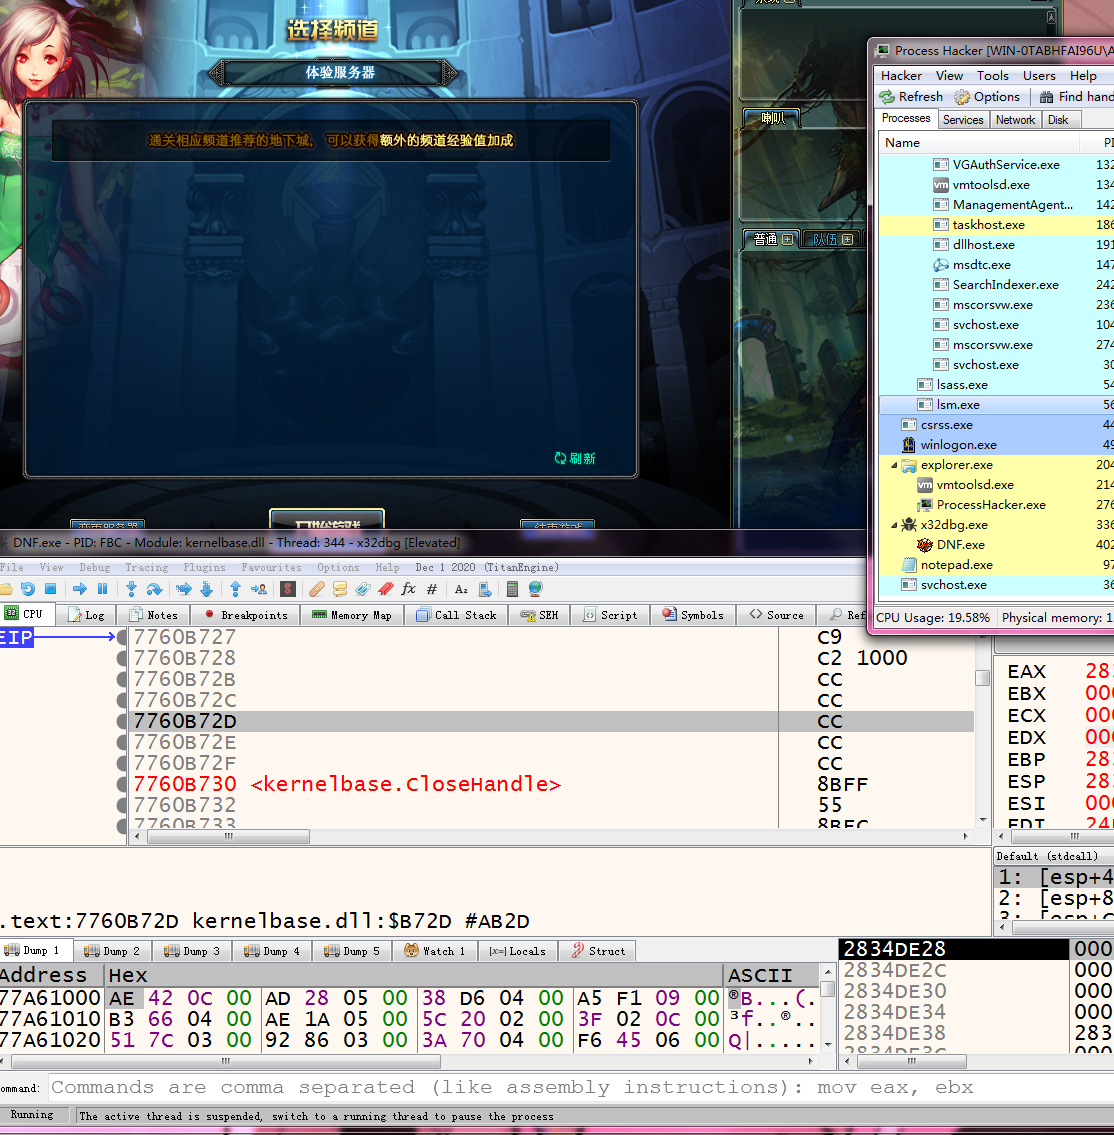 选择频道
体验服务器
通关相应频道推荐的地下城， 可以获得额外的频道经验值加成
刷新
喇叭
普通
队伍
Process Hacker [WIN-0TABHFAI96U\A
Hacker View Tools Users Help
Refresh Options Find hand
Processes Services Network Disk
Name PI
VGAuthService.exe 132
vmtoolsd.exe 134
ManagementAgent... 142
taskhost.exe 186
dllhost.exe 191
msdtc.exe 147
SearchIndexer.exe 242
mscorsvw.exe 236
svchost.exe 104
mscorsvw.exe 274
svchost.exe 30
lsass.exe 54
lsm.exe 56
csrss.exe 44
winlogon.exe 49
explorer.exe 204
vmtoolsd.exe 214
ProcessHacker.exe 276
x32dbg.exe 336
DNF.exe 402
notepad.exe 97
svchost.exe 36
CPU Usage: 19.58% Physical memory: 1
DNF.exe - PID: FBC - Module: kernelbase.dll - Thread: 344 - x32dbg [Elevated]
File View Debug Tracing Plugins Favourites Options Help Dec 1 2020 (TitanEngine)
CPU Log Notes Breakpoints Memory Map Call Stack SEH Script Symbols Source Ref
EIP
7760B727 C9
7760B728 C2 1000
7760B72B CC
7760B72C CC
7760B72D CC
7760B72E CC
7760B72F CC
7760B730 <kernelbase.CloseHandle> 8BFF
7760B732 55
7760B733 8BEC
EAX 28
EBX 00
ECX 00
EDX 00
EBP 28
ESP 28
ESI 00
EDI 24
Default (stdcall)
1: [esp+4
2: [esp+8
3: [esp+C
.text:7760B72D kernelbase.dll:$B72D #AB2D
Dump 1 Dump 2 Dump 3 Dump 4 Dump 5 Watch 1 [x=] Locals Struct
Address Hex ASCII
77A61000 AE 42 0C 00 AD 28 05 00 38 D6 04 00 A5 F1 09 00 ®B...(.
77A61010 B3 66 04 00 AE 1A 05 00 5C 20 02 00 3F 02 0C 00 ³f..®..
77A61020 51 7C 03 00 92 86 03 00 3A 70 04 00 F6 45 06 00 Q|.....
2834DE28 000
2834DE2C 000
2834DE30 000
2834DE34 000
2834DE38 283
2834DE3C 000
ommand: Commands are comma separated (like assembly instructions): mov eax, ebx
Running The active thread is suspended, switch to a running thread to pause the process